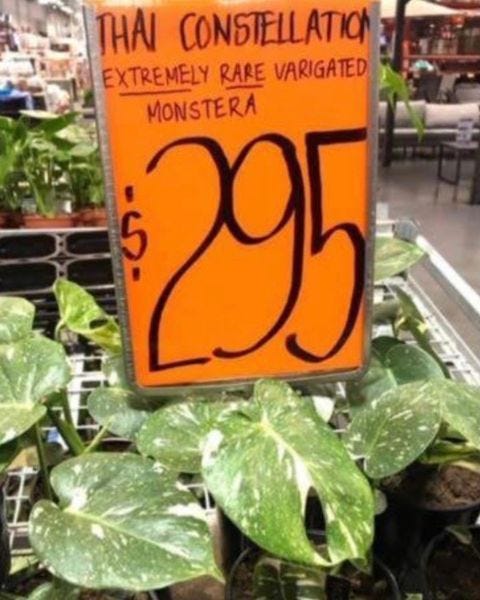 THAI CONSTELLATION
EXTREMELY RARE VARIGATED
MONSTERA
$295